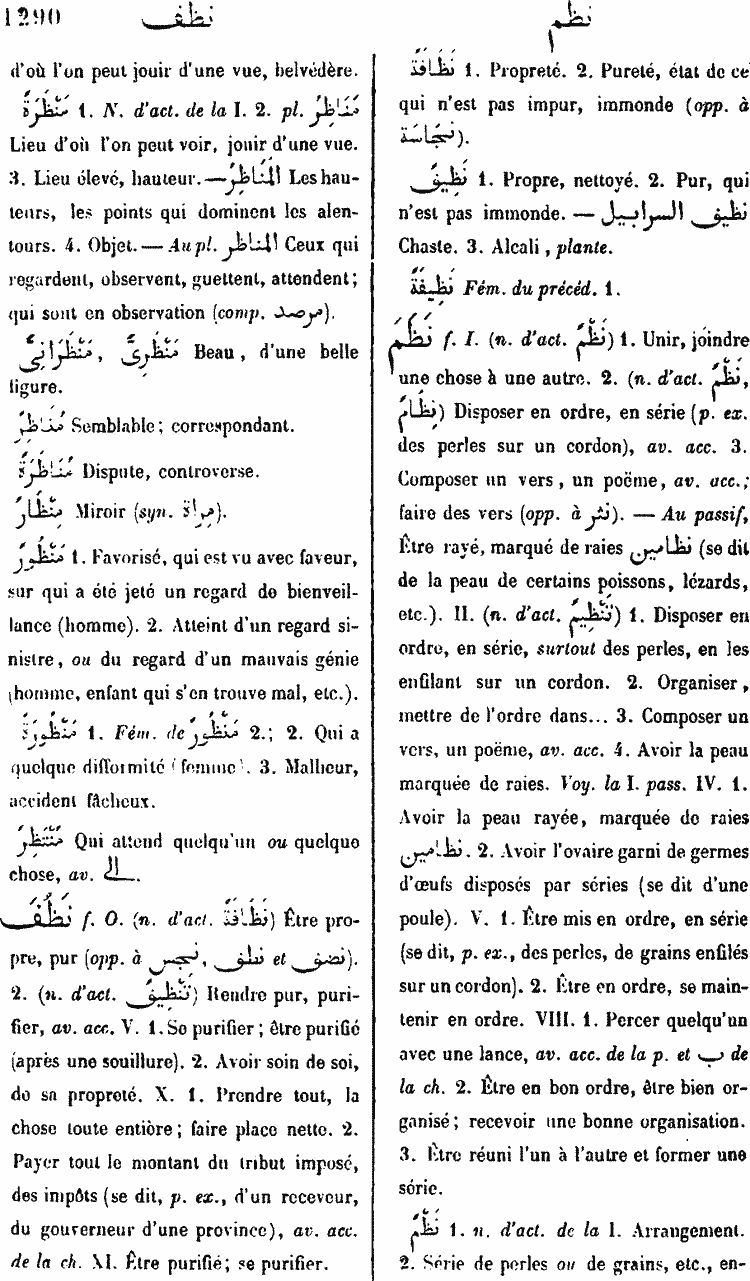 1290 نظف نظم
d'où l'on peut jouir d'une vue, belvédère.
مَنْظَرَةٌ 1. N. d'act. de la I. 2. pl. مَنَاظِرُ
Lieu d'où l'on peut voir, jouir d'une vue.
3. Lieu élevé, hauteur. — المَنَاظِرُ Les hau-
teurs, les points qui dominent les alen-
tours. 4. Objet. — Au pl. المناظر Ceux qui
regardent, observent, guettent, attendent;
qui sont en observation (comp. مرصد).
مَنْظَرِىٌّ, مَنْظَرَانِىٌّ Beau, d'une belle
figure.
مُنَاظِرٌ Semblable; correspondant.
مُنَاظَرَةٌ Dispute, controverse.
مِنْظَارٌ Miroir (syn. مراة).
مَنْظُورٌ 1. Favorisé, qui est vu avec faveur,
sur qui a été jeté un regard de bienveil-
lance (homme). 2. Atteint d'un regard si-
nistre, ou du regard d'un mauvais génie
(homme, enfant qui s'en trouve mal, etc.).
مَنْظُورَةٌ 1. Fém. de مَنْظُورٌ 2.; 2. Qui a
quelque difformité (femme). 3. Malheur,
accident fâcheux.
مُنْتَظِرٌ Qui attend quelqu'un ou quelque
chose, av. الى.
نَظُفَ f. O. (n. d'act. نَظَافَةٌ) Être pro-
pre, pur (opp. à نجس, et).
2. (n. d'act. تَنْظِيفٌ) Rendre pur, puri-
fier, av. acc. V. 1. Se purifier; être purifié
(après une souillure). 2. Avoir soin de soi,
de sa propreté. X. 1. Prendre tout, la
chose toute entière; faire place nette. 2.
Payer tout le montant du tribut imposé,
des impôts (se dit, p. ex., d'un receveur,
du gouverneur d'une province), av. acc.
de la ch. XI. Être purifié; se purifier.
نَظَافَةٌ 1. Propreté. 2. Pureté, état de ce
qui n'est pas impur, immonde (opp. à
نَجَاسَة).
نَظِيفٌ 1. Propre, nettoyé. 2. Pur, qui
n'est pas immonde. — نظيف السرابيل
Chaste. 3. Alcali, plante.
نَظِيفَةٌ Fém. du précéd. 1.
نَظَمَ f. I. (n. d'act. نَظْمٌ) 1. Unir, joindre
une chose à une autre. 2. (n. d'act. نَظْمٌ,
نِظَامٌ) Disposer en ordre, en série (p. ex.
des perles sur un cordon), av. acc. 3.
Composer un vers, un poëme, av. acc.;
faire des vers (opp. à نثر). — Au passif,
Être rayé, marqué de raies نظامين (se dit
de la peau de certains poissons, lézards,
etc.). II. (n. d'act. تَنْظِيمٌ) 1. Disposer en
ordre, en série, surtout des perles, en les
enfilant sur un cordon. 2. Organiser,
mettre de l'ordre dans... 3. Composer un
vers, un poëme, av. acc. 4. Avoir la peau
marquée de raies. Voy. la I. pass. IV. 1.
Avoir la peau rayée, marquée de raies
نظامين. 2. Avoir l'ovaire garni de germes
d'œufs disposés par séries (se dit d'une
poule). V. 1. Être mis en ordre, en série
(se dit, p. ex., des perles, de grains enfilés
sur un cordon). 2. Être en ordre, se main-
tenir en ordre. VIII. 1. Percer quelqu'un
avec une lance, av. acc. de la p. et ب de
la ch. 2. Être en bon ordre, être bien or-
ganisé; recevoir une bonne organisation.
3. Être réuni l'un à l'autre et former une
série.
نَظْمٌ 1. n. d'act. de la I. Arrangement.
2. Série de perles ou de grains, etc., en-